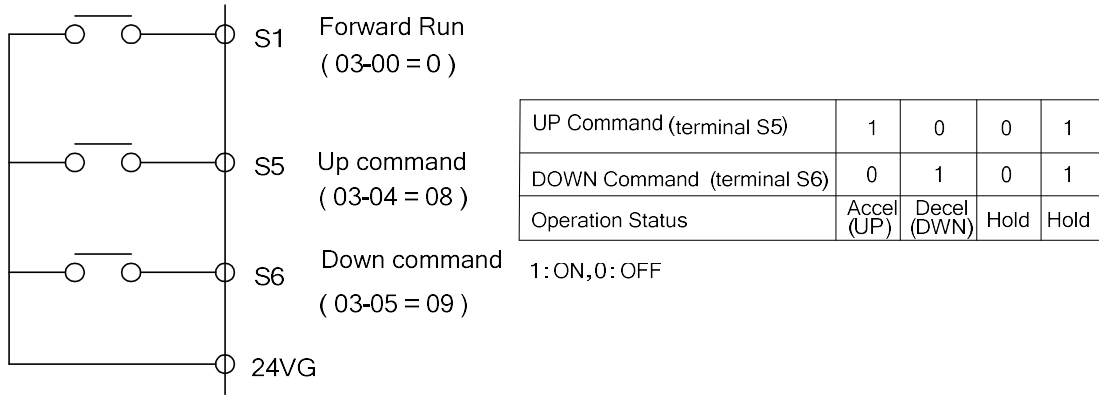 S1 Forward Run
( 03-00 = 0 )
S5 Up command
( 03-04 = 08 )
S6 Down command
( 03-05 = 09 )
24VG
UP Command (terminal S5) 1 0 0 1
DOWN Command (terminal S6) 0 1 0 1
Operation Status Accel (UP) Decel (DWN) Hold Hold
1:ON,0:OFF